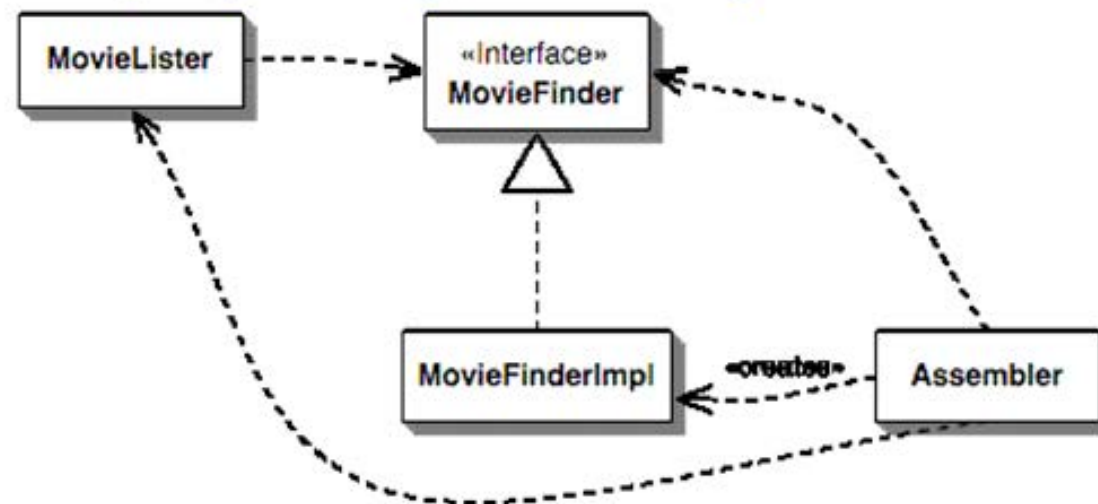 MovieLister
«Interface»
MovieFinder
MovieFinderImpl
«creates»
Assembler